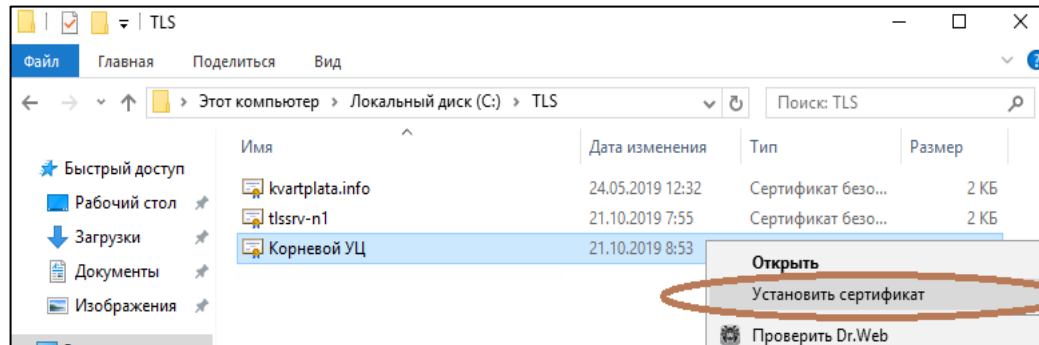 TLS
Файл Главная Поделиться Вид
Этот компьютер > Локальный диск (C:) > TLS Поиск: TLS
Имя Дата изменения Тип Размер
Быстрый доступ
kvartplata.info 24.05.2019 12:32 Сертификат безо... 2 КБ
Рабочий стол
tlssrv-n1 21.10.2019 7:55 Сертификат безо... 2 КБ
Загрузки
Корневой УЦ 21.10.2019 8:53
Открыть
Документы
Установить сертификат
Изображения
Проверить Dr.Web